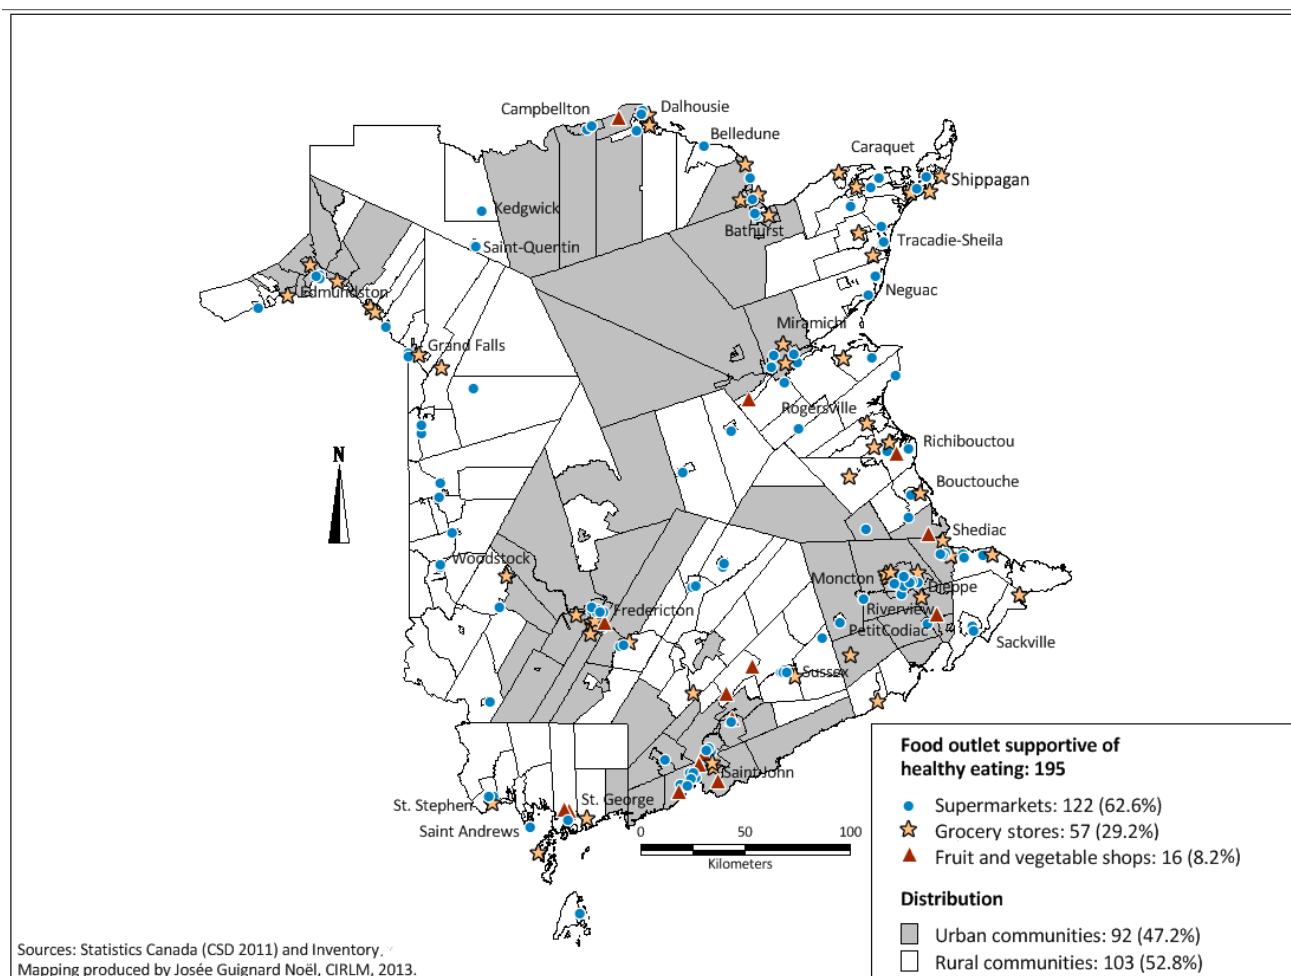 Campbellton
Dalhousie
Belledune
Caraquet
Shippagan
Kedgwick
Bathurst
Saint-Quentin
Tracadie-Sheila
Edmundston
Neguac
Miramichi
Grand Falls
Rogersville
Richibouctou
N
Bouctouche
Shediac
Woodstock
Moncton
Dieppe
Fredericton
Riverview
PetitCodiac
Sackville
Sussex
Saint John
St. Stephen
St. George
Saint Andrews
0 50 100
Kilometers
Food outlet supportive of
healthy eating: 195
Supermarkets: 122 (62.6%)
Grocery stores: 57 (29.2%)
Fruit and vegetable shops: 16 (8.2%)
Distribution
Urban communities: 92 (47.2%)
Rural communities: 103 (52.8%)
Sources: Statistics Canada (CSD 2011) and Inventory.
Mapping produced by Josée Guignard Noël, CIRLM, 2013.